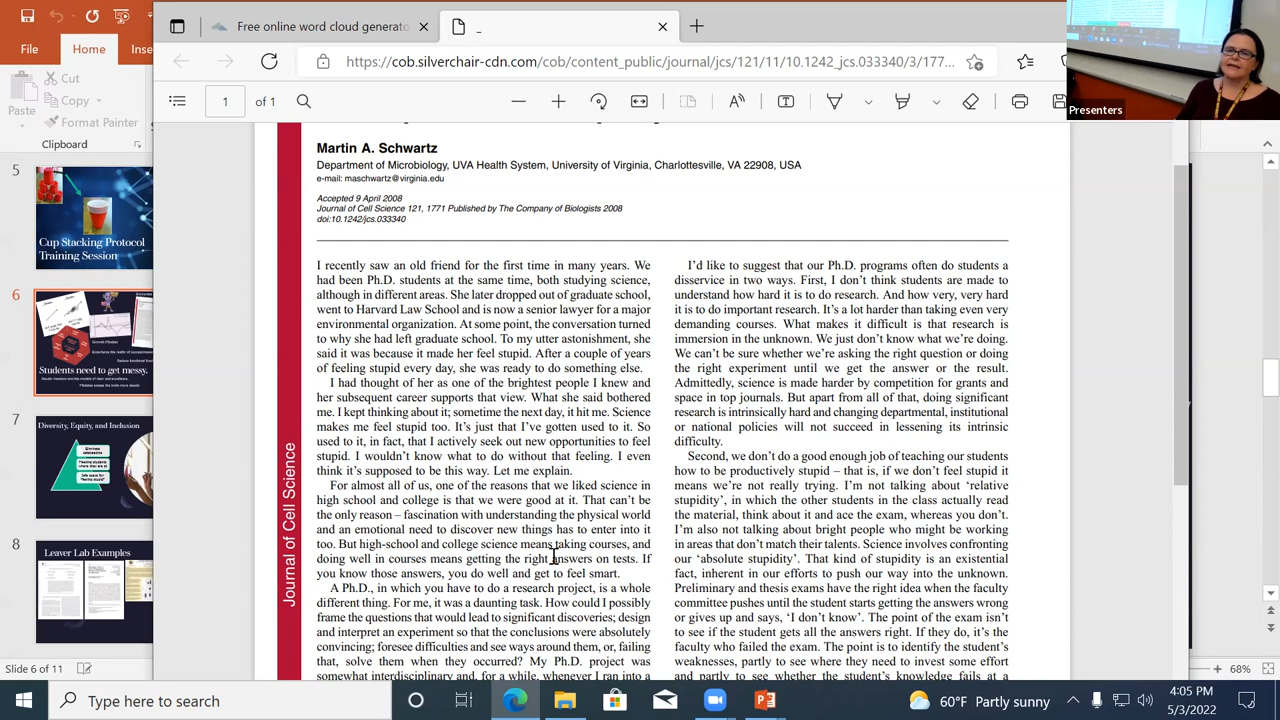 Free online word cloud generat
_
https://cob.silverchair-cdn.com/cob/content_public/journal/jcs/121/11/10.1242_jcs.033340/3/177...
1 of 1
File
Home
Inse
Cut
Copy
Paste
Format Painter
Clipboard
Presenters
5
Cup Stacking Protocol
Training Session
6
Growth Mindset
Students need to get messy.
7
Diversity, Equity, and Inclusion
8
Leaver Lab Examples
Slide 6 of 11
68%
Journal of Cell Science
Martin A. Schwartz
Department of Microbiology, UVA Health System, University of Virginia, Charlottesville, VA 22908, USA
e-mail: maschwartz@virginia.edu
Accepted 9 April 2008
Journal of Cell Science 121, 1771 Published by The Company of Biologists 2008
doi:10.1242/jcs.033340
I recently saw an old friend for the first time in many years. We
had been Ph.D. students at the same time, both studying science,
although in different areas. She later dropped out of graduate school,
went to Harvard Law School and is now a senior lawyer for a major
environmental organization. At some point, the conversation turned
to why she had left graduate school. To my utter astonishment, she
said it was because it made her feel stupid. After a couple of years
of feeling stupid every day, she was ready to do something else.
I had thought of her as one of the brightest people I knew and
her subsequent career supports that view. What she said bothered
me. I kept thinking about it; sometime the next day, it hit me. Science
makes me feel stupid too. It's just that I've gotten used to it. So
used to it, in fact, that I actively seek out new opportunities to feel
stupid. I wouldn't know what to do without that feeling. I even
think it's supposed to be this way. Let me explain.
For almost all of us, one of the reasons that we liked science in
high school and college is that we were good at it. That can't be
the only reason – fascination with understanding the physical world
and an emotional need to discover new things has to enter into it
too. But high-school and college science means taking courses, and
doing well in courses means getting the right answers on tests. If
you know those answers, you do well and get to feel smart.
A Ph.D., in which you have to do a research project, is a whole
different thing. For me, it was a daunting task. How could I possibly
frame the questions that would lead to significant discoveries; design
and interpret an experiment so that the conclusions were absolutely
convincing; foresee difficulties and see ways around them, or, failing
that, solve them when they occurred? My Ph.D. project was
somewhat interdisciplinary and, for a while, whenever I ran into a
I'd like to suggest that our Ph.D. programs often do students a
disservice in two ways. First, I don't think students are made to
understand how hard it is to do research. And how very, very hard
it is to do important research. It's a lot harder than taking even very
demanding courses. What makes it difficult is that research is
immersion in the unknown. We just don't know what we're doing.
We can't be sure whether we're asking the right question or doing
the right experiment until we get the answer or the result.
Admittedly, science is made harder by competition for grants and
space in top journals. But apart from all of that, doing significant
research is intrinsically hard and changing departmental, institutional
or national policies will not succeed in lessening its intrinsic
difficulty.
Second, we don't do a good enough job of teaching our students
how to be productively stupid – that is, if we don't feel stupid it
means we're not really trying. I'm not talking about 'relative
stupidity', in which the other students in the class actually read
the material, think about it and ace the exam, whereas you don't.
I'm also not talking about bright people who might be working
in areas that don't match their talents. Science involves confronting
our 'absolute stupidity'. That kind of stupidity is an existential
fact, inherent in our efforts to push our way into the unknown.
Preliminary and thesis exams have the right idea when the faculty
committee pushes until the student starts getting the answers wrong
or gives up and says, 'I don't know'. The point of the exam isn't
to see if the student gets all the answers right. If they do, it's the
faculty who failed the exam. The point is to identify the student's
weaknesses, partly to see where they need to invest some effort
and partly to see whether the student's knowledge fails at a
Type here to search
60°F Partly sunny
4:05 PM
5/3/2022